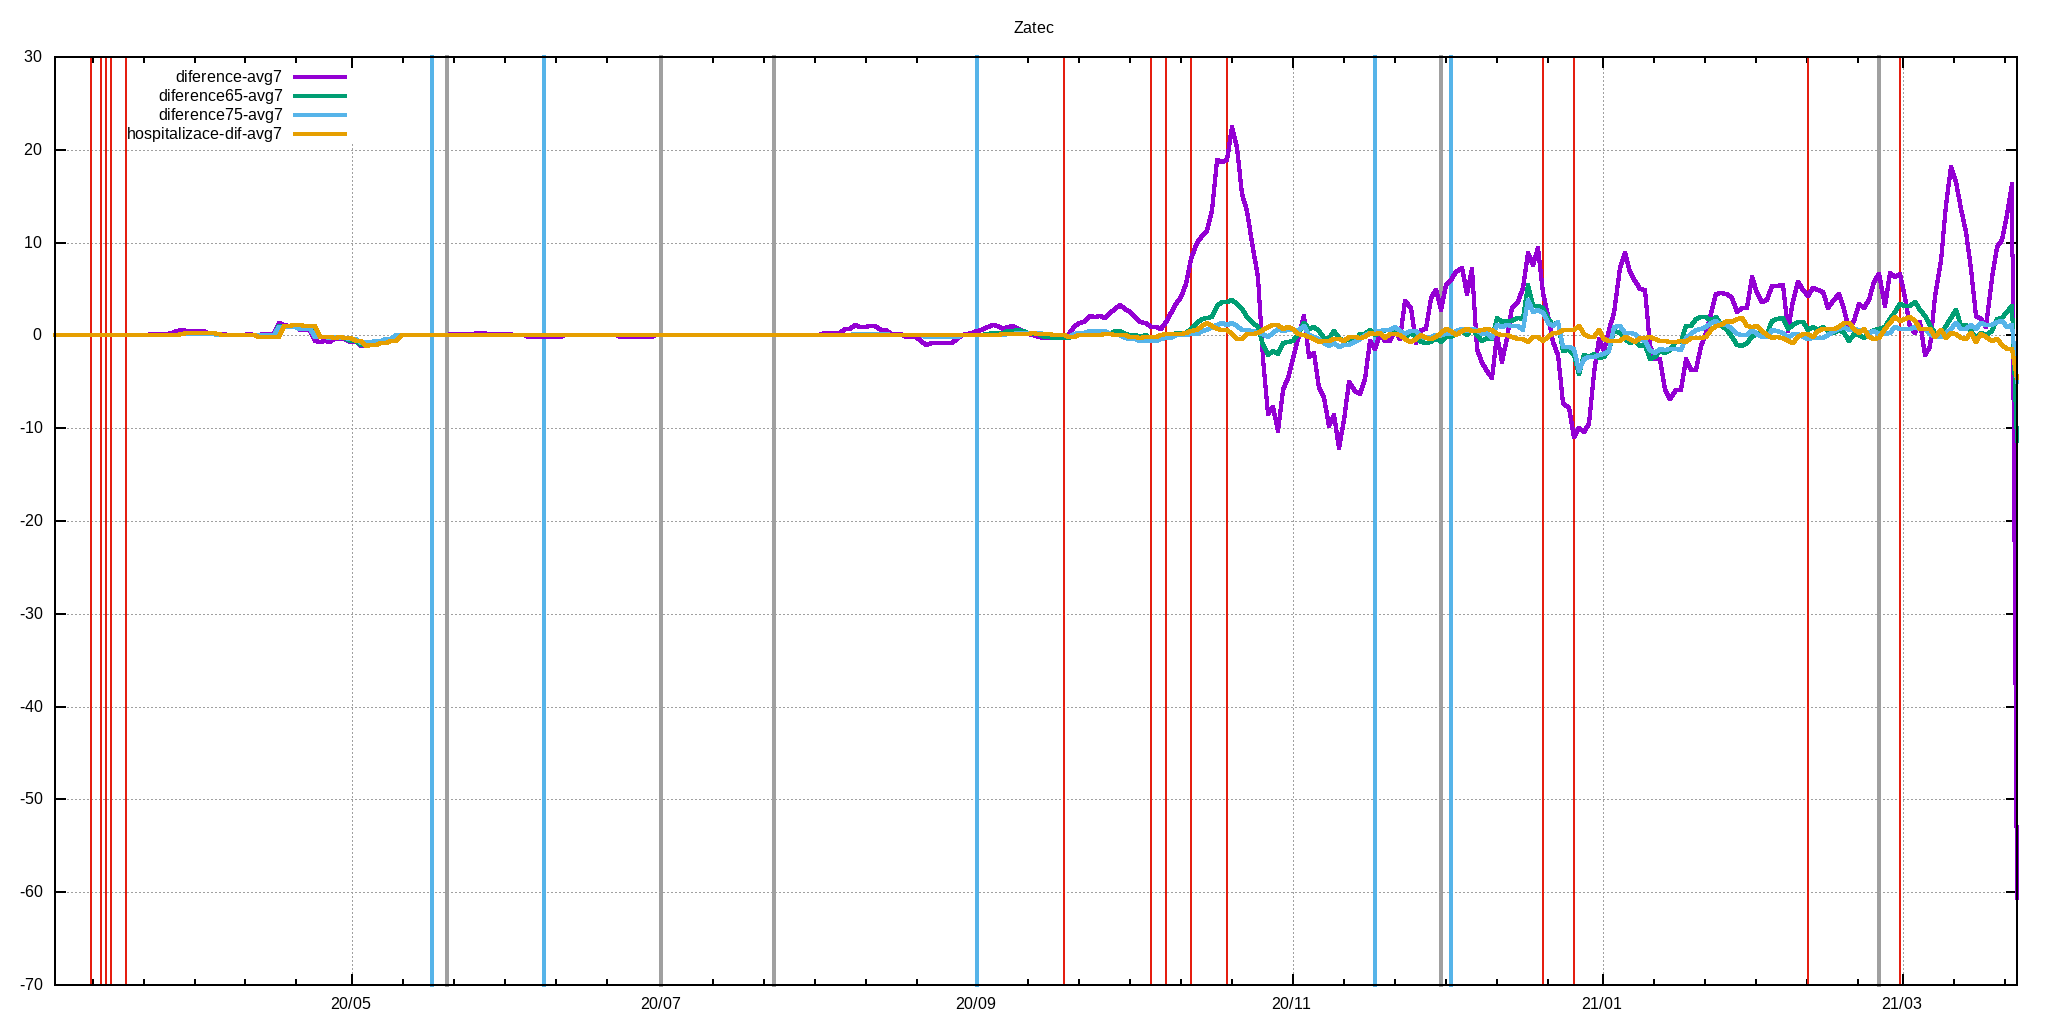 Zatec
30
20
10
0
-10
-20
-30
-40
-50
-60
-70
diference-avg7
diference65-avg7
diference75-avg7
hospitalizace-dif-avg7
20/05 20/07 20/09 20/11 21/01 21/03